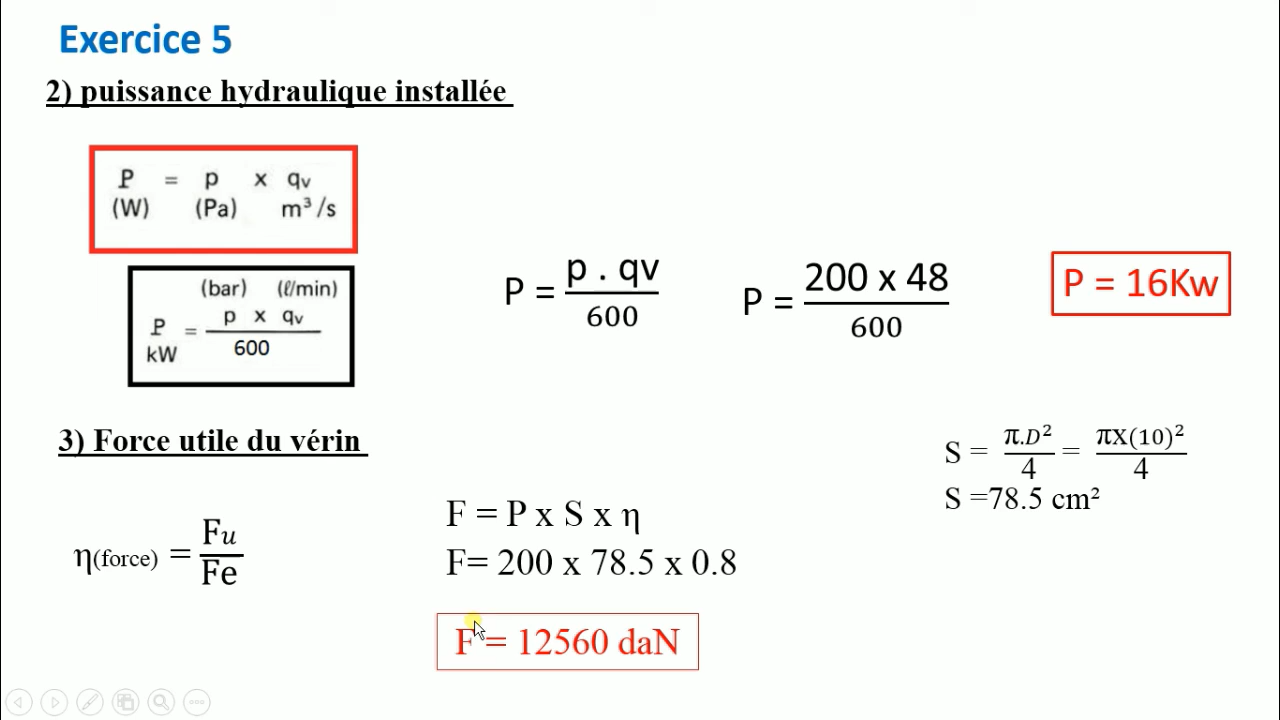 Exercice 5
2) puissance hydraulique installée
P = p x qv
(W) (Pa) m³/s
(bar) (ℓ/min)
P = p x qv
kW 600
P = p . qv / 600
P = 200 x 48 / 600
P = 16Kw
3) Force utile du vérin
η(force) = Fu / Fe
F = P x S x η
F= 200 x 78.5 x 0.8
F = 12560 daN
S = π.D² / 4 = πX(10)² / 4
S =78.5 cm²